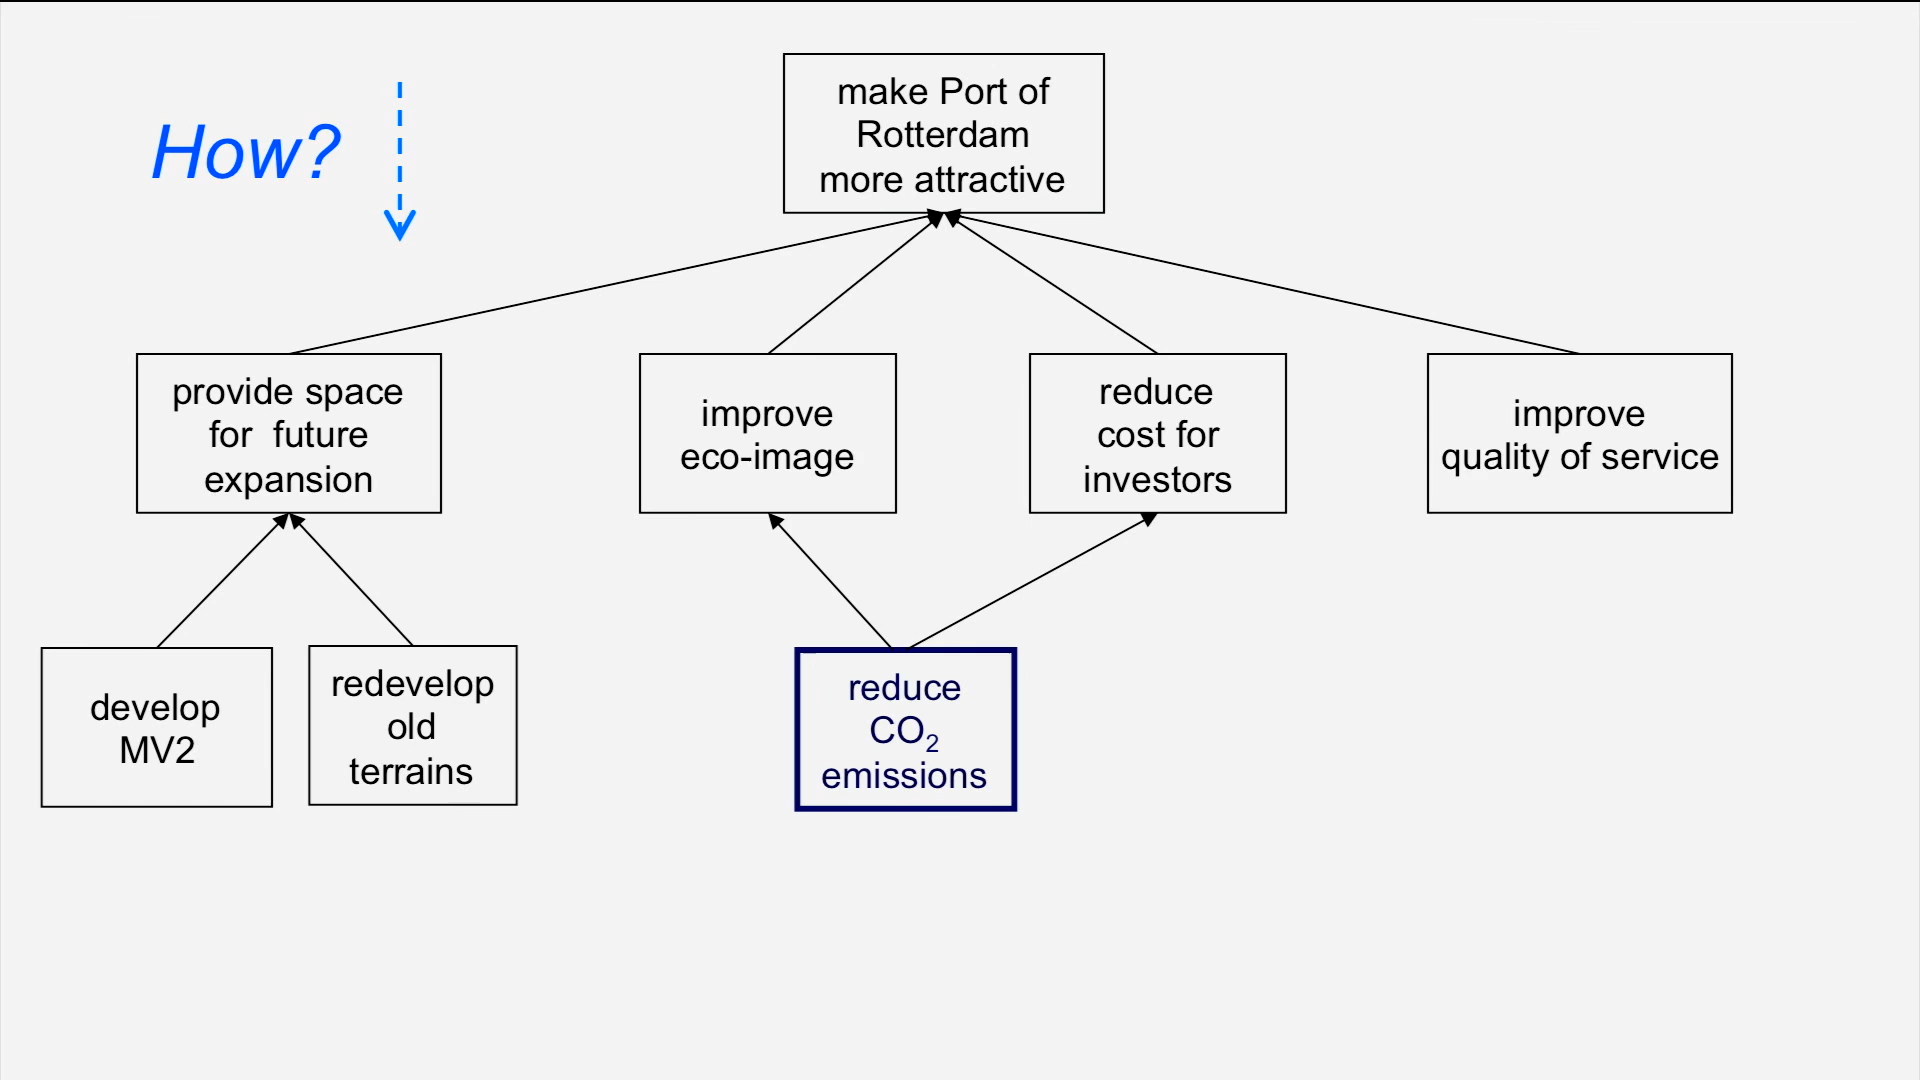 How?
make Port of
Rotterdam
more attractive
provide space
for future
expansion
improve
eco-image
reduce
cost for
investors
improve
quality of service
develop
MV2
redevelop
old
terrains
reduce
CO₂
emissions